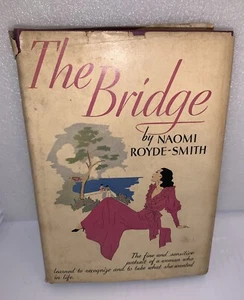 The
Bridge
by NAOMI
ROYDE-SMITH
The fine and sensitive
portrait of a woman who
learned to recognize and to take what she wanted
in life.